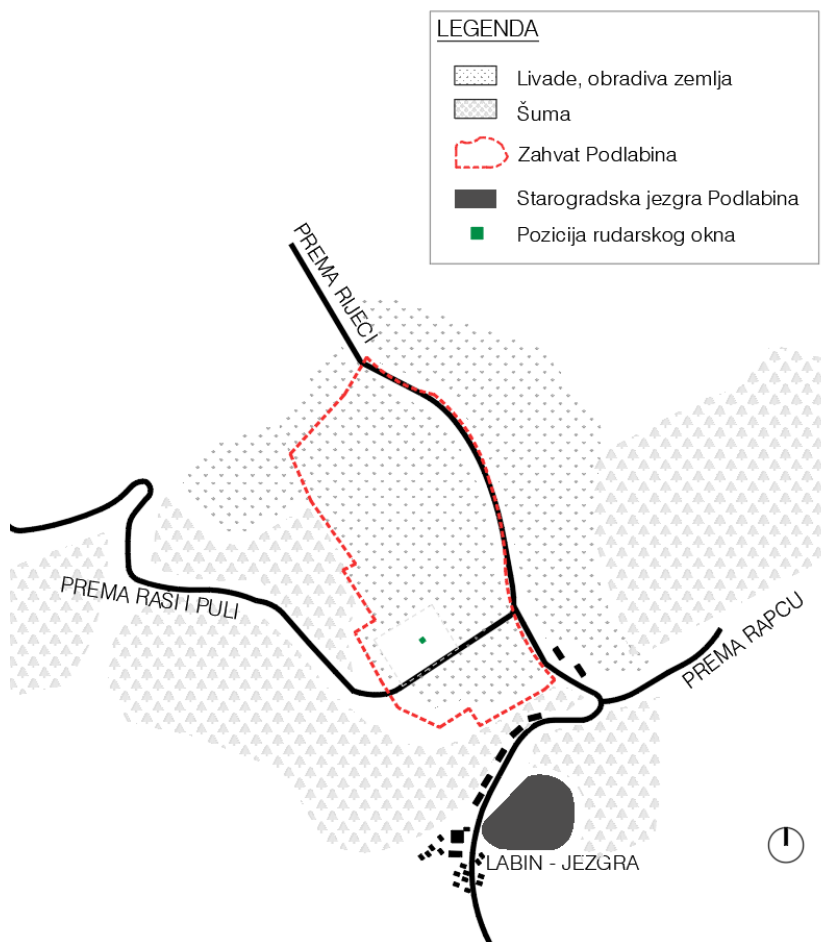 LEGENDA
Livade, obradiva zemlja
Šuma
Zahvat Podlabina
Starogradska jezgra Podlabina
Pozicija rudarskog okna
PREMA RIJECI
PREMA RASI I PULI
PREMA RAPCU
LABIN - JEZGRA